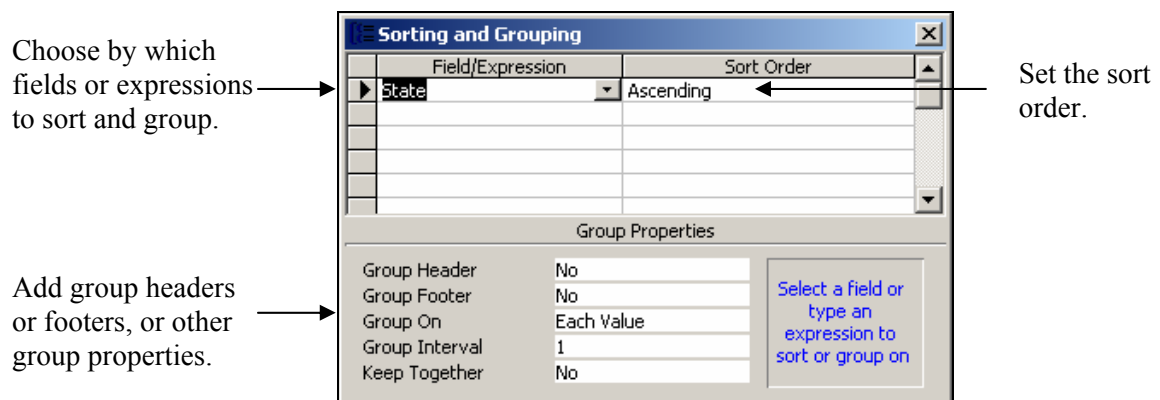 Choose by which
fields or expressions
to sort and group.
Sorting and Grouping
Field/Expression Sort Order
State Ascending
Set the sort
order.
Group Properties
Add group headers
or footers, or other
group properties.
Group Header No
Group Footer No
Group On Each Value
Group Interval 1
Keep Together No
Select a field or
type an
expression to
sort or group on